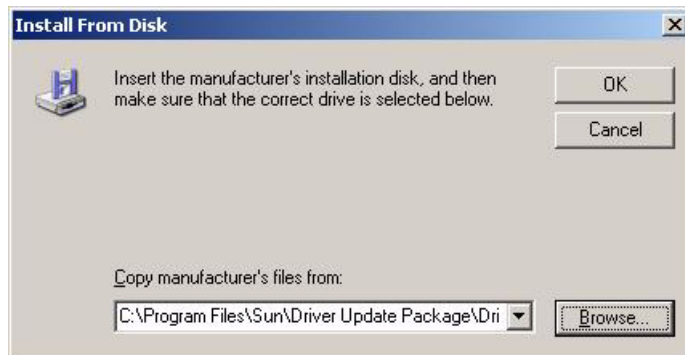 Install From Disk
Insert the manufacturer's installation disk, and then
make sure that the correct drive is selected below.
OK
Cancel
Copy manufacturer's files from:
C:\Program Files\Sun\Driver Update Package\Dri
Browse...